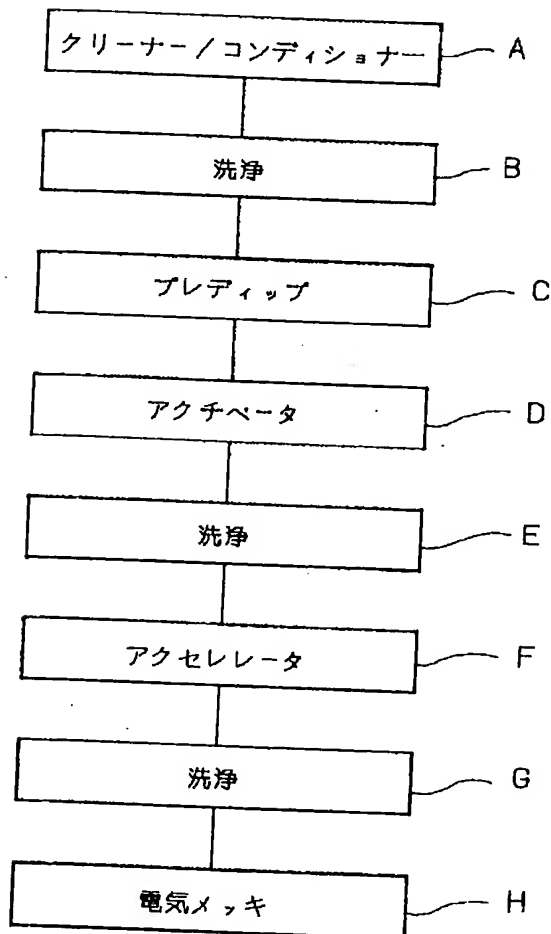 クリーナー/コンディショナー A
洗浄 B
プレディップ C
アクチベータ D
洗浄 E
アクセレレータ F
洗浄 G
電気メッキ H